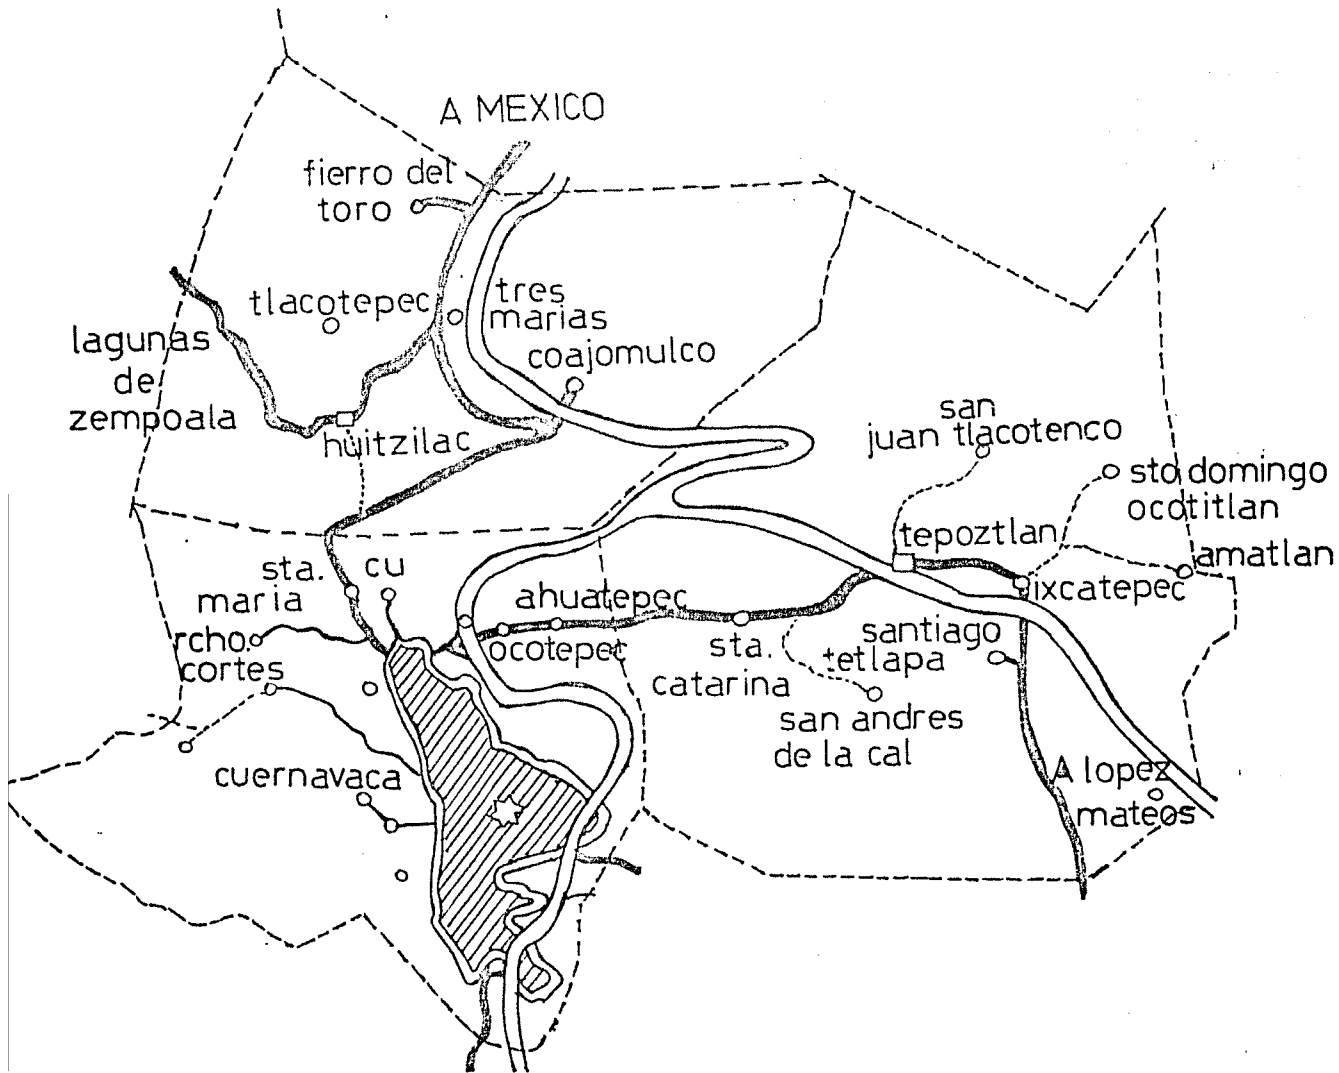 A MEXICO
fierro del
toro
tlacotepec
tres
marias
lagunas
de
zempoala
coajomulco
huitzilac
san
juan tlacotenco
sto domingo
ocotitlan
tepoztlan
amatlan
ixcatepec
sta.
maria
cu
ahuatepec
ocotepec
rcho.
cortes
sta.
catarina
santiago
tetlapa
san andres
de la cal
cuernavaca
A lopez
mateos